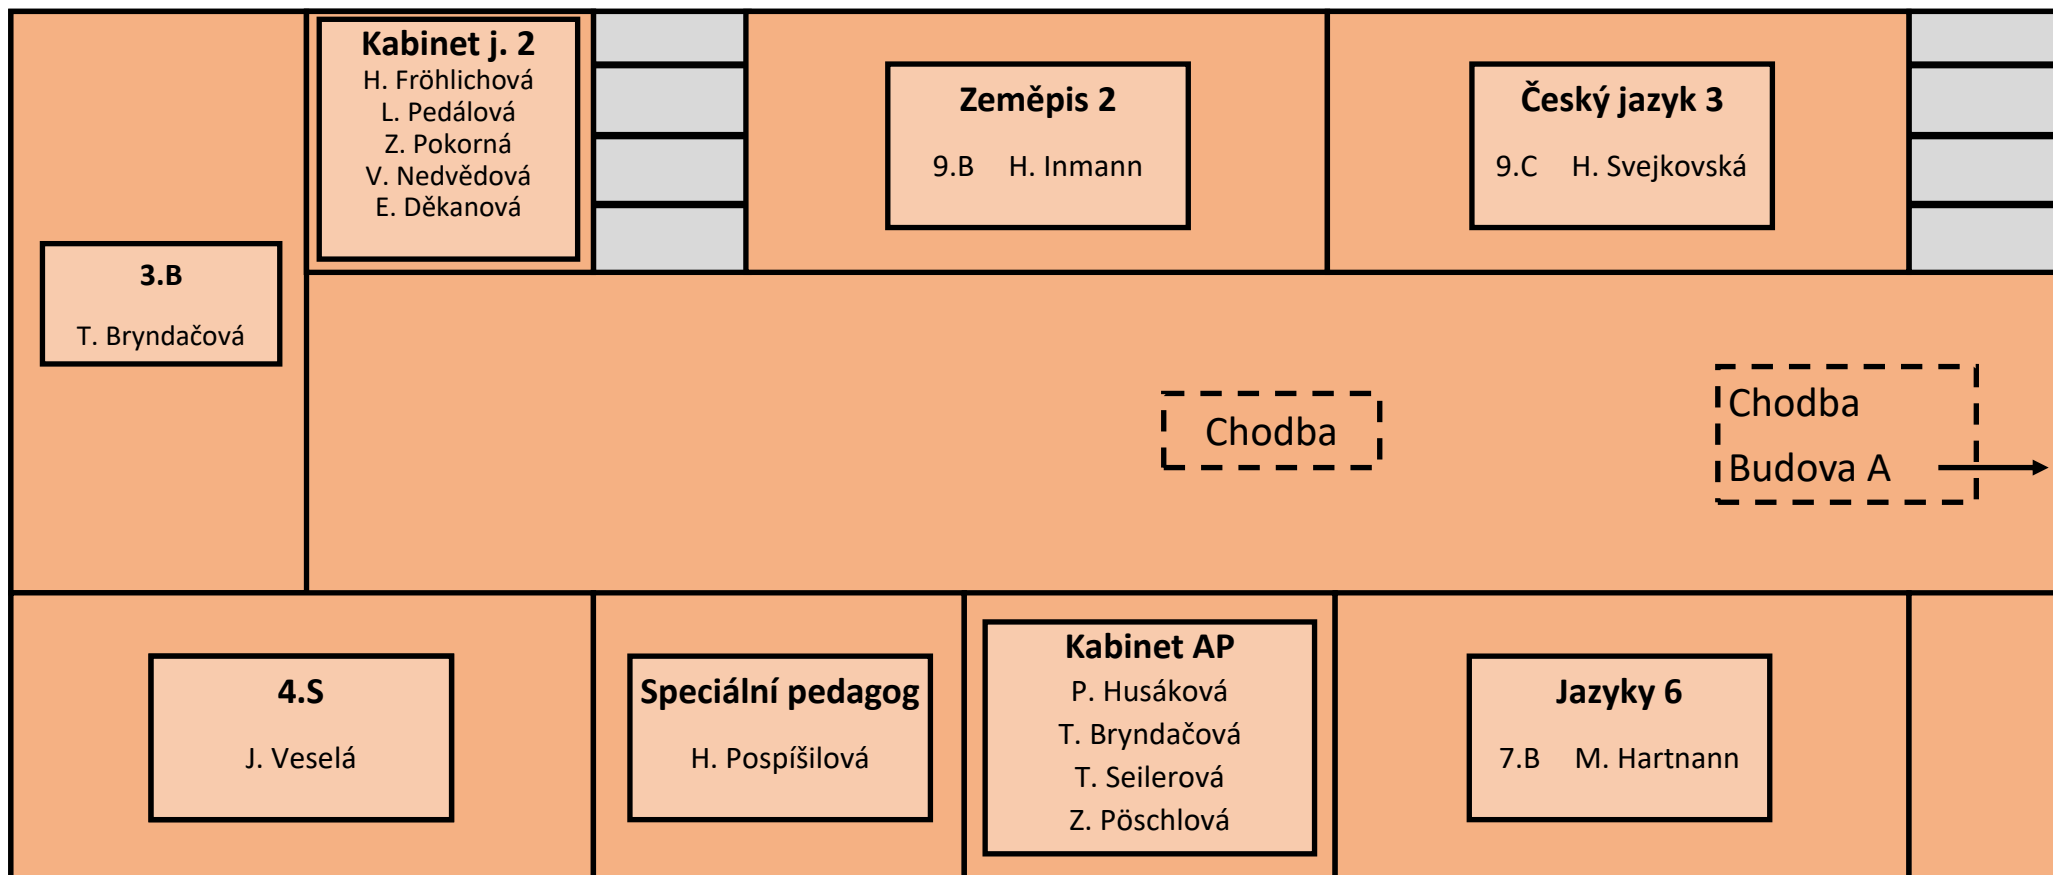 Kabinet j. 2
H. Fröhlichová
L. Pedálová
Z. Pokorná
V. Nedvědová
E. Děkanová
Zeměpis 2
9.B H. Inmann
Český jazyk 3
9.C H. Svejkovská
3.B
T. Bryndačová
Chodba
Chodba
Budova A
4.S
J. Veselá
Speciální pedagog
H. Pospíšilová
Kabinet AP
P. Husáková
T. Bryndačová
T. Seilerová
Z. Pöschlová
Jazyky 6
7.B M. Hartnann